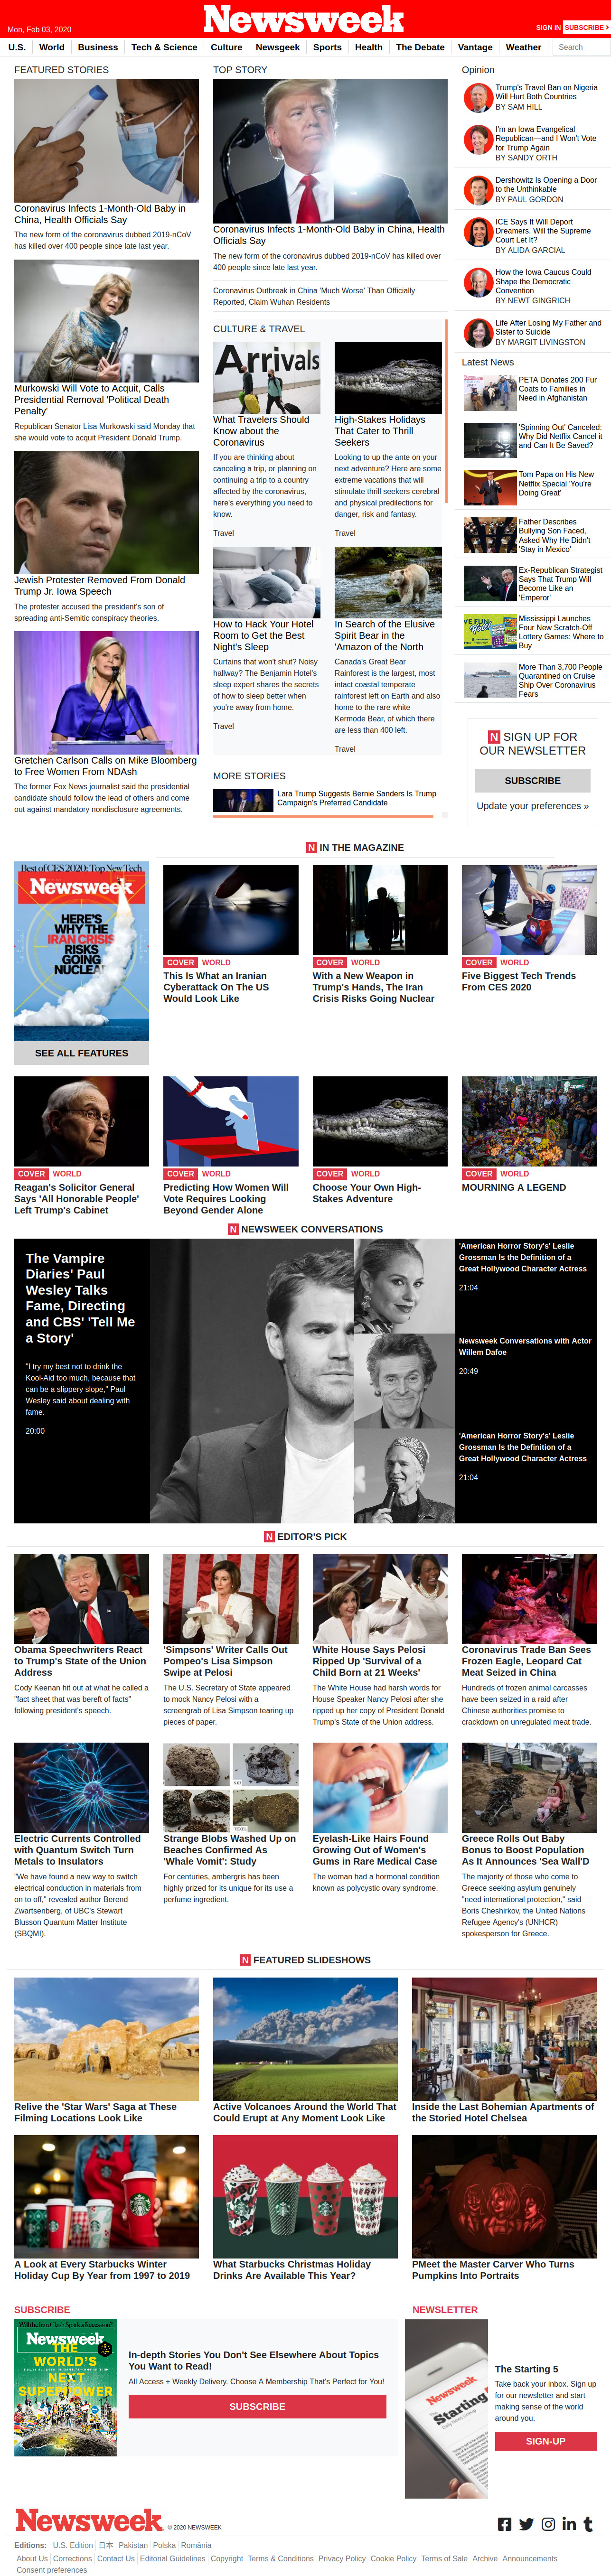 Mon, Feb 03, 2020
Newsweek
SIGN IN
SUBSCRIBE >
U.S.
World
Business
Tech & Science
Culture
Newsgeek
Sports
Health
The Debate
Vantage
Weather
Search
FEATURED STORIES
Coronavirus Infects 1-Month-Old Baby in
China, Health Officials Say
The new form of the coronavirus dubbed 2019-nCoV
has killed over 400 people since late last year.
Murkowski Will Vote to Acquit, Calls
Presidential Removal 'Political Death
Penalty'
Republican Senator Lisa Murkowski said Monday that
she would vote to acquit President Donald Trump.
Jewish Protester Removed From Donald
Trump Jr. Iowa Speech
The protester accused the president's son of
spreading anti-Semitic conspiracy theories.
Gretchen Carlson Calls on Mike Bloomberg
to Free Women From NDAsh
The former Fox News journalist said the presidential
candidate should follow the lead of others and come
out against mandatory nondisclosure agreements.
TOP STORY
Coronavirus Infects 1-Month-Old Baby in China, Health
Officials Say
The new form of the coronavirus dubbed 2019-nCoV has killed over
400 people since late last year.
Coronavirus Outbreak in China 'Much Worse' Than Officially
Reported, Claim Wuhan Residents
CULTURE & TRAVEL
Arrivals
What Travelers Should
Know about the
Coronavirus
If you are thinking about
canceling a trip, or planning on
continuing a trip to a country
affected by the coronavirus,
here's everything you need to
know.
Travel
High-Stakes Holidays
That Cater to Thrill
Seekers
Looking to up the ante on your
next adventure? Here are some
extreme vacations that will
stimulate thrill seekers cerebral
and physical predilections for
danger, risk and fantasy.
Travel
How to Hack Your Hotel
Room to Get the Best
Night's Sleep
Curtains that won't shut? Noisy
hallway? The Benjamin Hotel's
sleep expert shares the secrets
of how to sleep better when
you're away from home.
Travel
In Search of the Elusive
Spirit Bear in the
'Amazon of the North
Canada's Great Bear
Rainforest is the largest, most
intact coastal temperate
rainforest left on Earth and also
home to the rare white
Kermode Bear, of which there
are less than 400 left.
Travel
MORE STORIES
Lara Trump Suggests Bernie Sanders Is Trump
Campaign's Preferred Candidate
Opinion
Trump's Travel Ban on Nigeria
Will Hurt Both Countries
BY SAM HILL
I'm an Iowa Evangelical
Republican—and I Won't Vote
for Trump Again
BY SANDY ORTH
Dershowitz Is Opening a Door
to the Unthinkable
BY PAUL GORDON
ICE Says It Will Deport
Dreamers. Will the Supreme
Court Let It?
BY ALIDA GARCIAL
How the Iowa Caucus Could
Shape the Democratic
Convention
BY NEWT GINGRICH
Life After Losing My Father and
Sister to Suicide
BY MARGIT LIVINGSTON
Latest News
PETA Donates 200 Fur
Coats to Families in
Need in Afghanistan
'Spinning Out' Canceled:
Why Did Netflix Cancel it
and Can It Be Saved?
Tom Papa on His New
Netflix Special 'You're
Doing Great'
Father Describes
Bullying Son Faced,
Asked Why He Didn't
'Stay in Mexico'
Ex-Republican Strategist
Says That Trump Will
Become Like an
'Emperor'
Mississippi Launches
Four New Scratch-Off
Lottery Games: Where to
Buy
More Than 3,700 People
Quarantined on Cruise
Ship Over Coronavirus
Fears
N SIGN UP FOR
OUR NEWSLETTER
SUBSCRIBE
Update your preferences »
N IN THE MAGAZINE
Best of CES 2020: Top New Tech
Newsweek
HERE'S
WHY THE
IRAN CRISIS
RISKS
GOING
NUCLEAR
SEE ALL FEATURES
COVER WORLD
This Is What an Iranian
Cyberattack On The US
Would Look Like
COVER WORLD
With a New Weapon in
Trump's Hands, The Iran
Crisis Risks Going Nuclear
COVER WORLD
Five Biggest Tech Trends
From CES 2020
COVER WORLD
Reagan's Solicitor General
Says 'All Honorable People'
Left Trump's Cabinet
COVER WORLD
Predicting How Women Will
Vote Requires Looking
Beyond Gender Alone
COVER WORLD
Choose Your Own High-
Stakes Adventure
COVER WORLD
MOURNING A LEGEND
N NEWSWEEK CONVERSATIONS
The Vampire
Diaries' Paul
Wesley Talks
Fame, Directing
and CBS' 'Tell Me
a Story'
"I try my best not to drink the
Kool-Aid too much, because that
can be a slippery slope," Paul
Wesley said about dealing with
fame.
20:00
'American Horror Story's' Leslie
Grossman Is the Definition of a
Great Hollywood Character Actress
21:04
Newsweek Conversations with Actor
Willem Dafoe
20:49
'American Horror Story's' Leslie
Grossman Is the Definition of a
Great Hollywood Character Actress
21:04
N EDITOR'S PICK
Obama Speechwriters React
to Trump's State of the Union
Address
Cody Keenan hit out at what he called a
"fact sheet that was bereft of facts"
following president's speech.
'Simpsons' Writer Calls Out
Pompeo's Lisa Simpson
Swipe at Pelosi
The U.S. Secretary of State appeared
to mock Nancy Pelosi with a
screengrab of Lisa Simpson tearing up
pieces of paper.
White House Says Pelosi
Ripped Up 'Survival of a
Child Born at 21 Weeks'
The White House had harsh words for
House Speaker Nancy Pelosi after she
ripped up her copy of President Donald
Trump's State of the Union address.
Coronavirus Trade Ban Sees
Frozen Eagle, Leopard Cat
Meat Seized in China
Hundreds of frozen animal carcasses
have been seized in a raid after
Chinese authorities promise to
crackdown on unregulated meat trade.
Electric Currents Controlled
with Quantum Switch Turn
Metals to Insulators
"We have found a new way to switch
electrical conduction in materials from
on to off," revealed author Berend
Zwartsenberg, of UBC's Stewart
Blusson Quantum Matter Institute
(SBQMI).
Strange Blobs Washed Up on
Beaches Confirmed As
'Whale Vomit': Study
For centuries, ambergris has been
highly prized for its unique for its use a
perfume ingredient.
Eyelash-Like Hairs Found
Growing Out of Women's
Gums in Rare Medical Case
The woman had a hormonal condition
known as polycystic ovary syndrome.
Greece Rolls Out Baby
Bonus to Boost Population
As It Announces 'Sea Wall'D
The majority of those who come to
Greece seeking asylum genuinely
"need international protection," said
Boris Cheshirkov, the United Nations
Refugee Agency's (UNHCR)
spokesperson for Greece.
N FEATURED SLIDESHOWS
Relive the 'Star Wars' Saga at These
Filming Locations Look Like
Active Volcanoes Around the World That
Could Erupt at Any Moment Look Like
Inside the Last Bohemian Apartments of
the Storied Hotel Chelsea
A Look at Every Starbucks Winter
Holiday Cup By Year from 1997 to 2019
What Starbucks Christmas Holiday
Drinks Are Available This Year?
PMeet the Master Carver Who Turns
Pumpkins Into Portraits
SUBSCRIBE
Newsweek
THE
WORLD'S
NEXT
SUPERPOWER
In-depth Stories You Don't See Elsewhere About Topics
You Want to Read!
All Access + Weekly Delivery. Choose A Membership That's Perfect for You!
SUBSCRIBE
NEWSLETTER
Newsweek
Starting
The Starting 5
Take back your inbox. Sign up
for our newsletter and start
making sense of the world
around you.
SIGN-UP
Newsweek
© 2020 NEWSWEEK
Editions: U.S. Edition 日本 Pakistan Polska România
About Us Corrections Contact Us Editorial Guidelines Copyright Terms & Conditions Privacy Policy Cookie Policy Terms of Sale Archive Announcements
Consent preferences